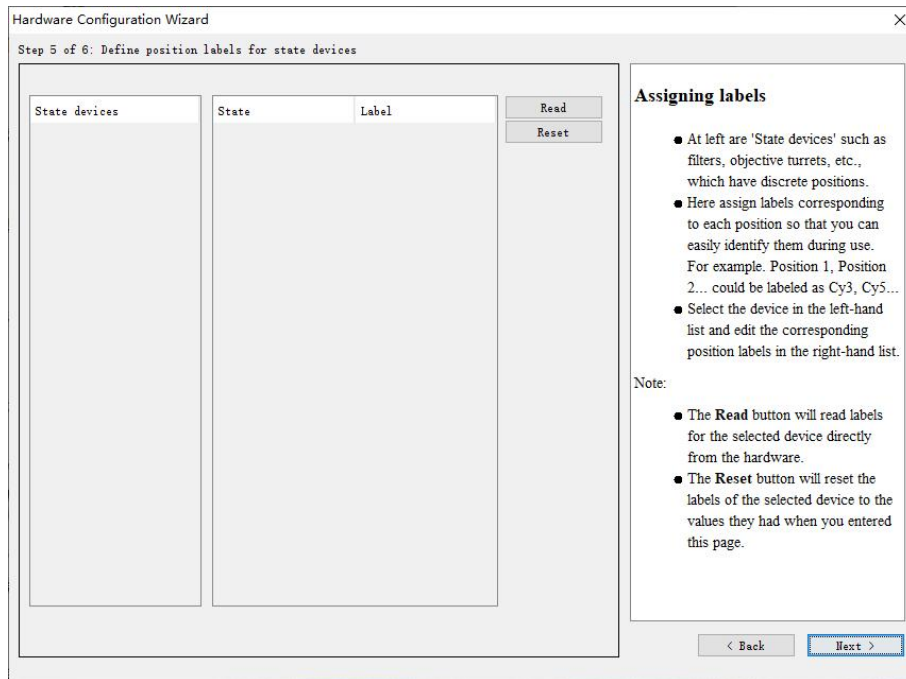 Hardware Configuration Wizard
Step 5 of 6: Define position labels for state devices
State devices
State Label
Read
Reset
Assigning labels
At left are 'State devices' such as
filters, objective turrets, etc.,
which have discrete positions.
Here assign labels corresponding
to each position so that you can
easily identify them during use.
For example. Position 1, Position
2... could be labeled as Cy3, Cy5...
Select the device in the left-hand
list and edit the corresponding
position labels in the right-hand list.
Note:
The Read button will read labels
for the selected device directly
from the hardware.
The Reset button will reset the
labels of the selected device to the
values they had when you entered
this page.
< Back Next >